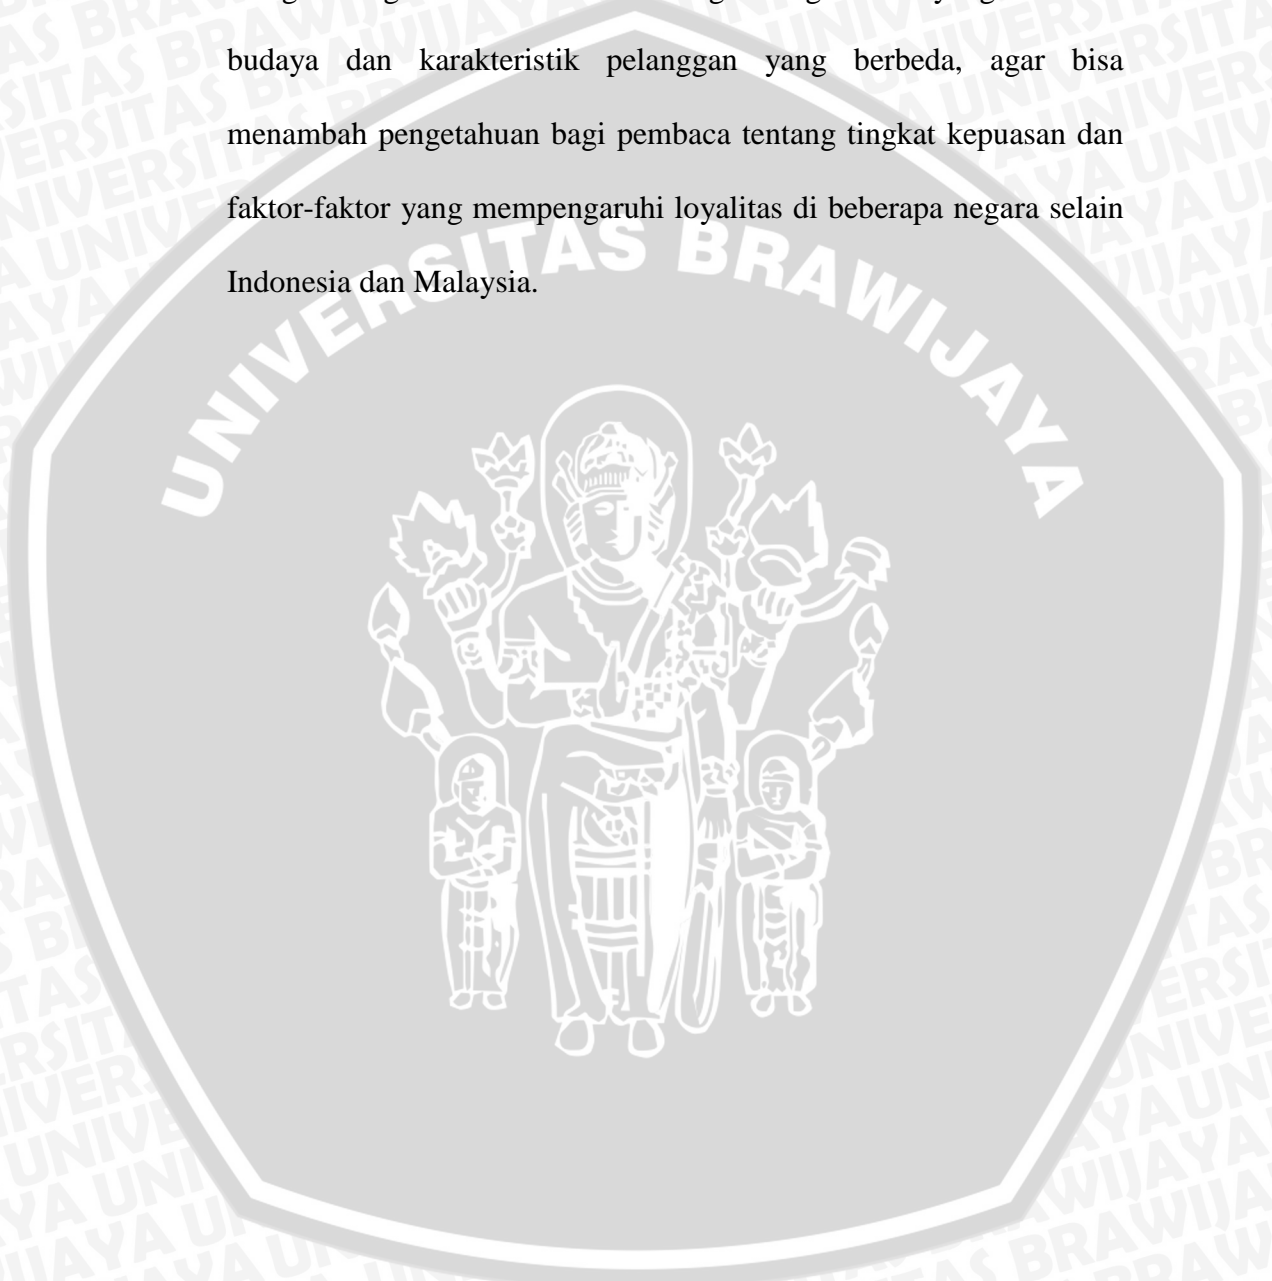 budaya dan karakteristik pelanggan yang berbeda, agar bisa
menambah pengetahuan bagi pembaca tentang tingkat kepuasan dan
faktor-faktor yang mempengaruhi loyalitas di beberapa negara selain
Indonesia dan Malaysia.
UNIVERSITAS BRAWIJAYA